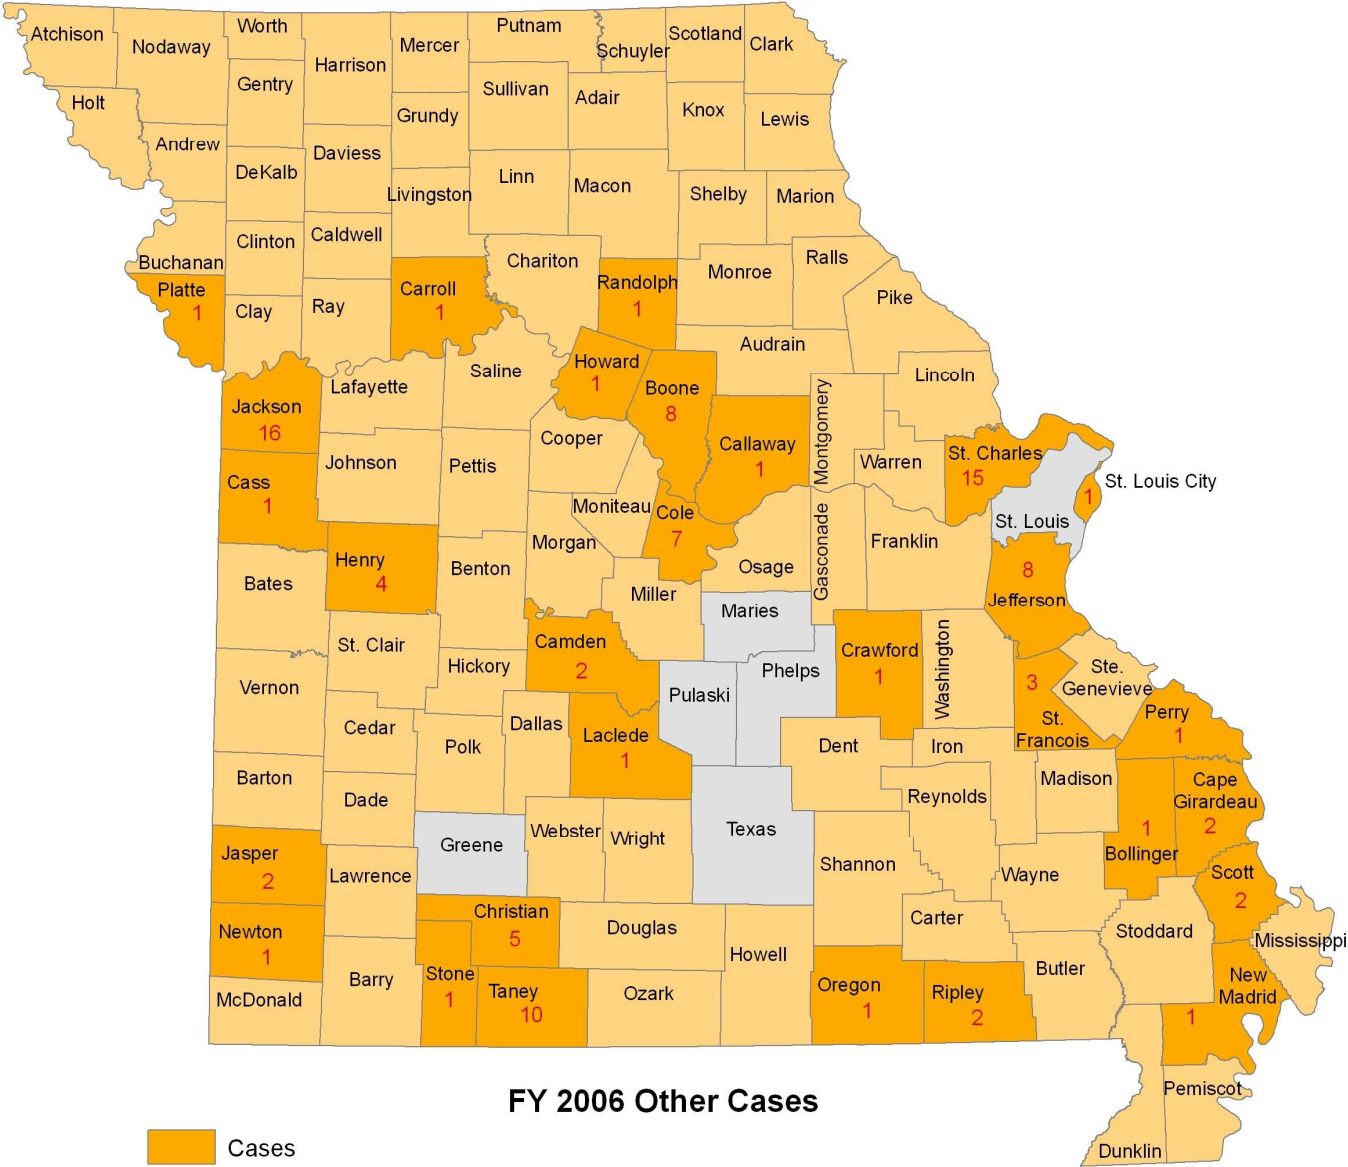 Atchison
Nodaway
Worth
Harrison
Mercer
Putnam
Schuyler
Scotland
Clark
Holt
Gentry
Grundy
Sullivan
Adair
Knox
Lewis
Andrew
DeKalb
Daviess
Livingston
Linn
Macon
Shelby
Marion
Buchanan
Clinton
Caldwell
Chariton
Randolph
1
Monroe
Ralls
Platte
1
Clay
Ray
Carroll
1
Pike
Audrain
Howard
1
Boone
8
Saline
Lafayette
Lincoln
Montgomery
Jackson
16
Johnson
Pettis
Cooper
Callaway
1
Warren
St. Charles
15
St. Louis City
1
St. Louis
Cass
1
Moniteau
Cole
7
Morgan
Osage
Gasconade
Franklin
Bates
Henry
4
Benton
Miller
Maries
8
Jefferson
St. Clair
Hickory
Camden
2
Pulaski
Phelps
Crawford
1
Washington
3
St.
Francois
Ste.
Genevieve
Perry
1
Vernon
Cedar
Polk
Dallas
Laclede
1
Dent
Iron
Madison
Barton
Dade
Greene
Webster
Wright
Texas
Reynolds
Shannon
Wayne
1
Bollinger
Cape
Girardeau
2
Jasper
2
Lawrence
Christian
5
Douglas
Howell
Carter
Stoddard
Scott
2
Mississippi
Newton
1
Barry
Stone
1
Taney
10
Ozark
Oregon
1
Ripley
2
Butler
New
Madrid
1
McDonald
Pemiscot
Dunklin
FY 2006 Other Cases
Cases